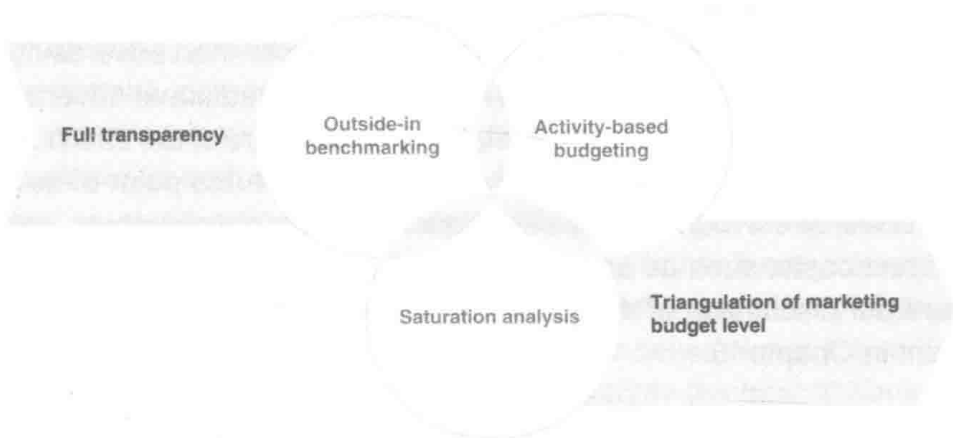 Full transparency
Outside-in
benchmarking
Activity-based
budgeting
Saturation analysis
Triangulation of marketing
budget level